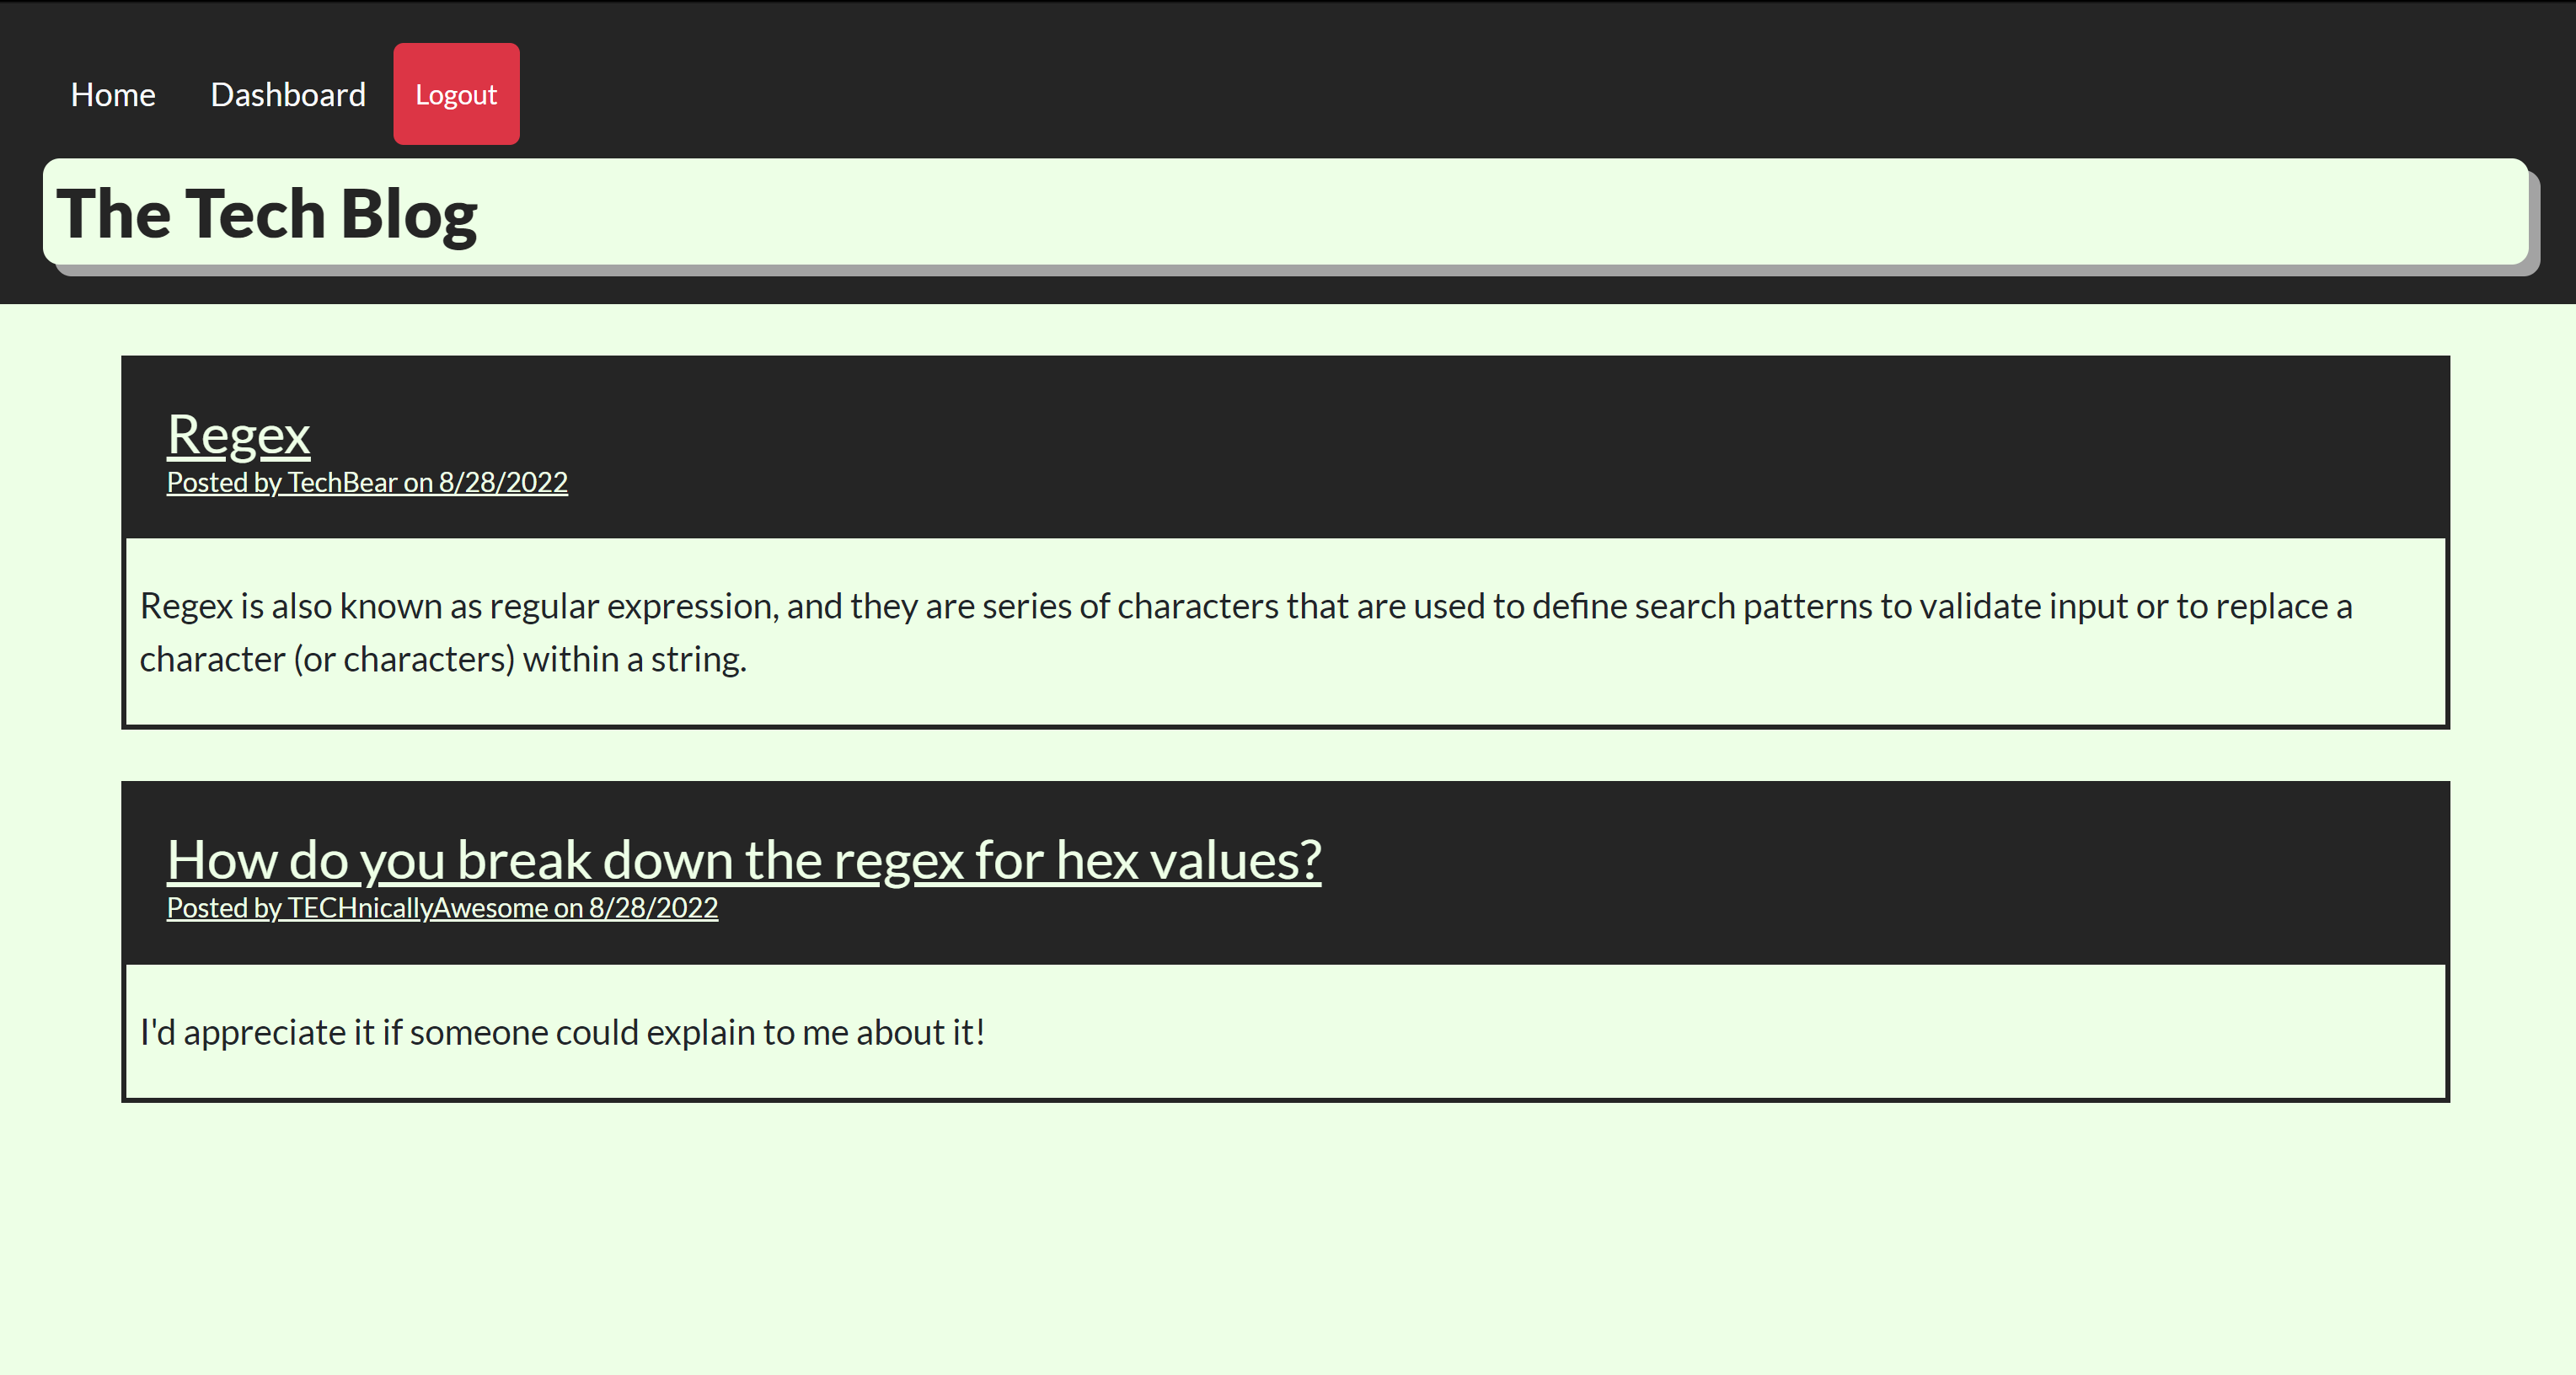 Home Dashboard Logout
The Tech Blog
Regex
Posted by TechBear on 8/28/2022
Regex is also known as regular expression, and they are series of characters that are used to define search patterns to validate input or to replace a
character (or characters) within a string.
How do you break down the regex for hex values?
Posted by TECHnicallyAwesome on 8/28/2022
I'd appreciate it if someone could explain to me about it!